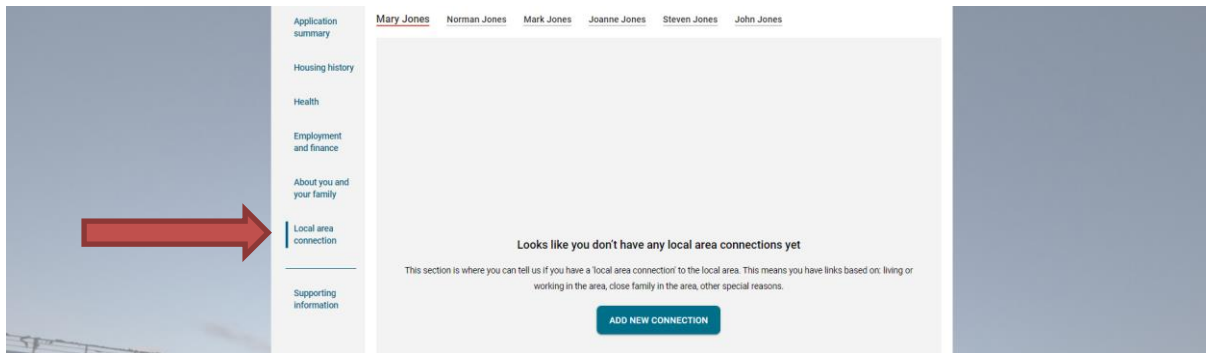 Application
summary
Housing history
Health
Employment
and finance
About you and
your family
Local area
connection
Supporting
information
Mary Jones Norman Jones Mark Jones Joanne Jones Steven Jones John Jones
Looks like you don't have any local area connections yet
This section is where you can tell us if you have a 'local area connection' to the local area. This means you have links based on: living or
working in the area, close family in the area, other special reasons.
ADD NEW CONNECTION